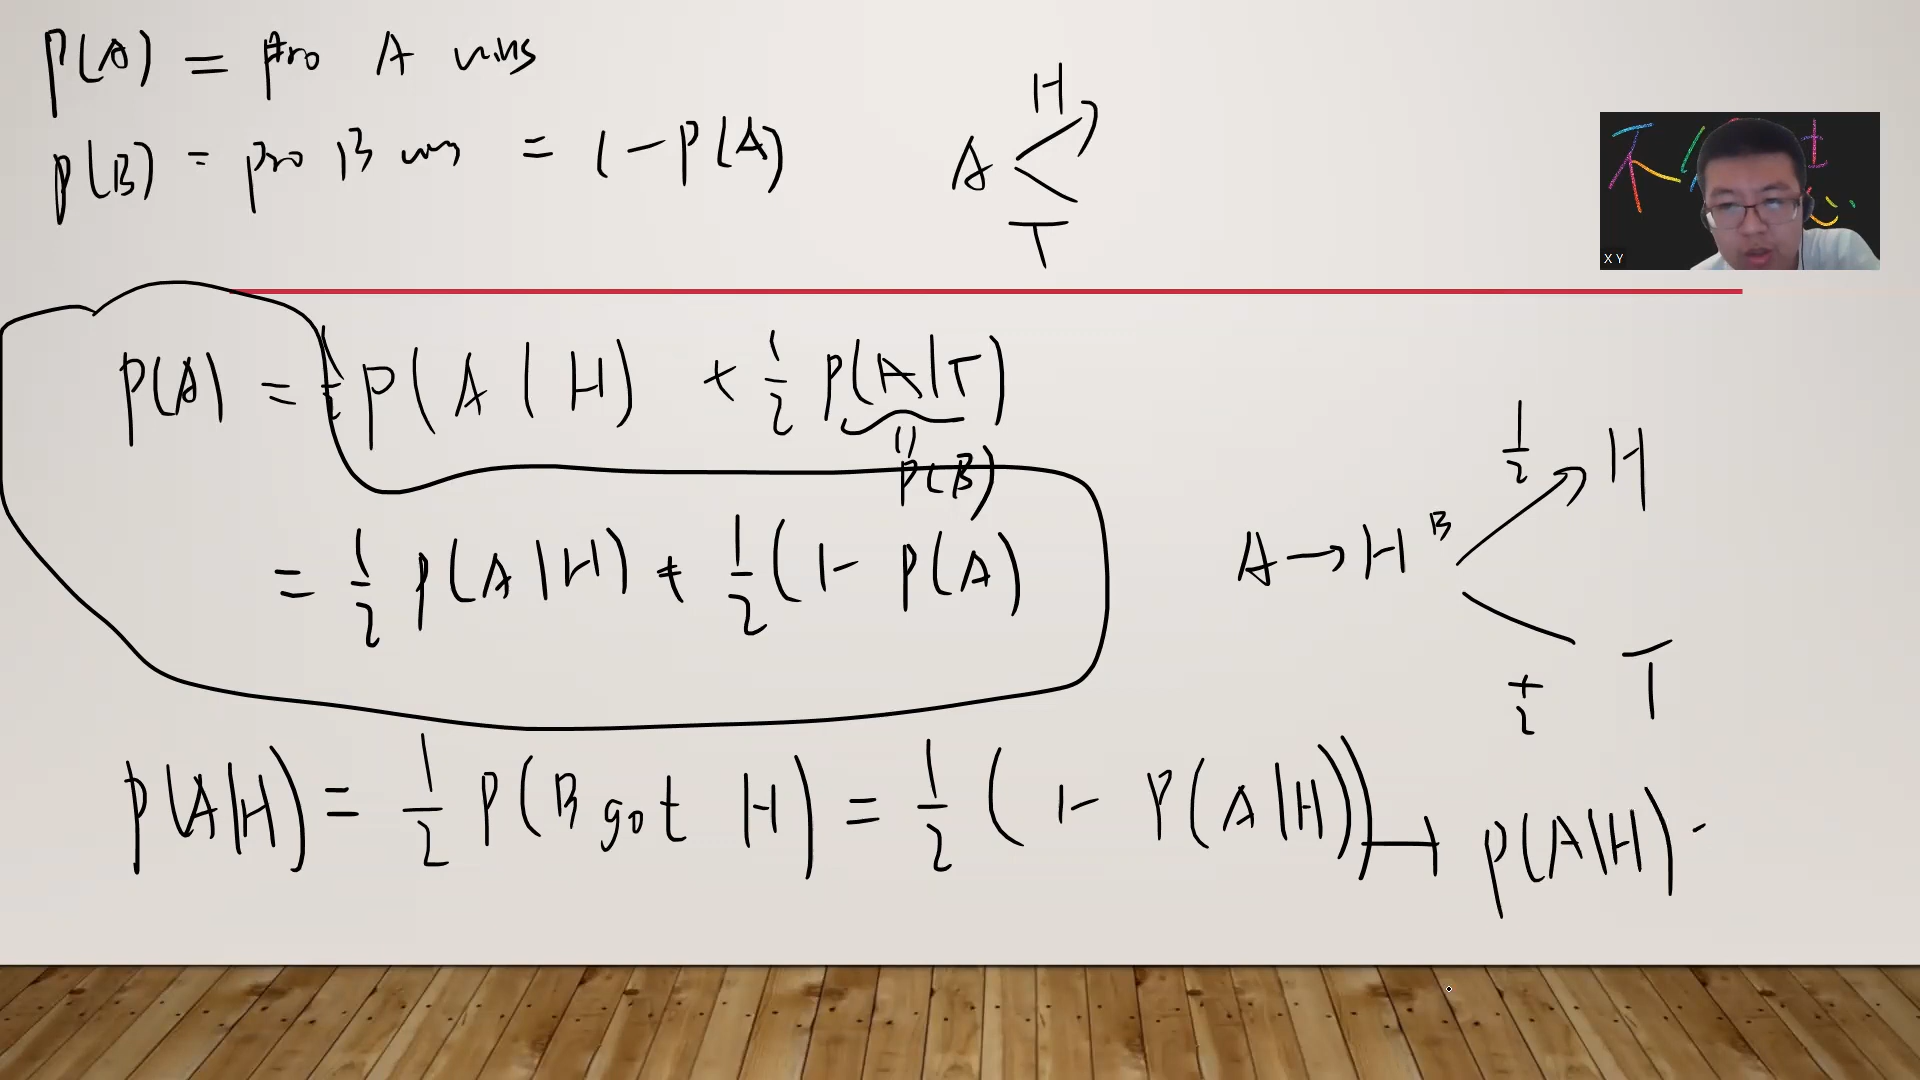 P(A) = Pro A wins
P(B) = pro B wns = 1 - P(A)
H
A
T
P(A) = 1/2 P(A|H) + 1/2 P(A|T)
"
P(B)
= 1/2 P(A|H) + 1/2 (1 - P(A)
A → H B
1/2 H
1/2 T
P(A|H) = 1/2 P(B got H) = 1/2 (1 - P(A|H)) → P(A|H) -
X Y